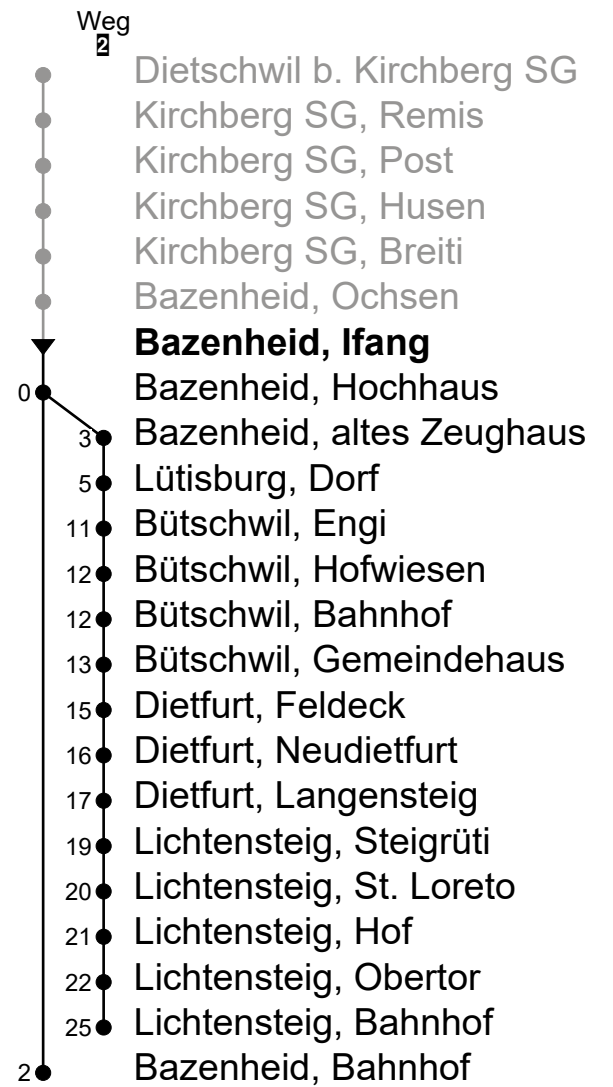 Weg
2
Dietschwil b. Kirchberg SG
Kirchberg SG, Remis
Kirchberg SG, Post
Kirchberg SG, Husen
Kirchberg SG, Breiti
Bazenheid, Ochsen
Bazenheid, Ifang
0 Bazenheid, Hochhaus
3 Bazenheid, altes Zeughaus
5 Lütisburg, Dorf
11 Bütschwil, Engi
12 Bütschwil, Hofwiesen
12 Bütschwil, Bahnhof
13 Bütschwil, Gemeindehaus
15 Dietfurt, Feldeck
16 Dietfurt, Neudietfurt
17 Dietfurt, Langensteig
19 Lichtensteig, Steigrüti
20 Lichtensteig, St. Loreto
21 Lichtensteig, Hof
22 Lichtensteig, Obertor
25 Lichtensteig, Bahnhof
2 Bazenheid, Bahnhof